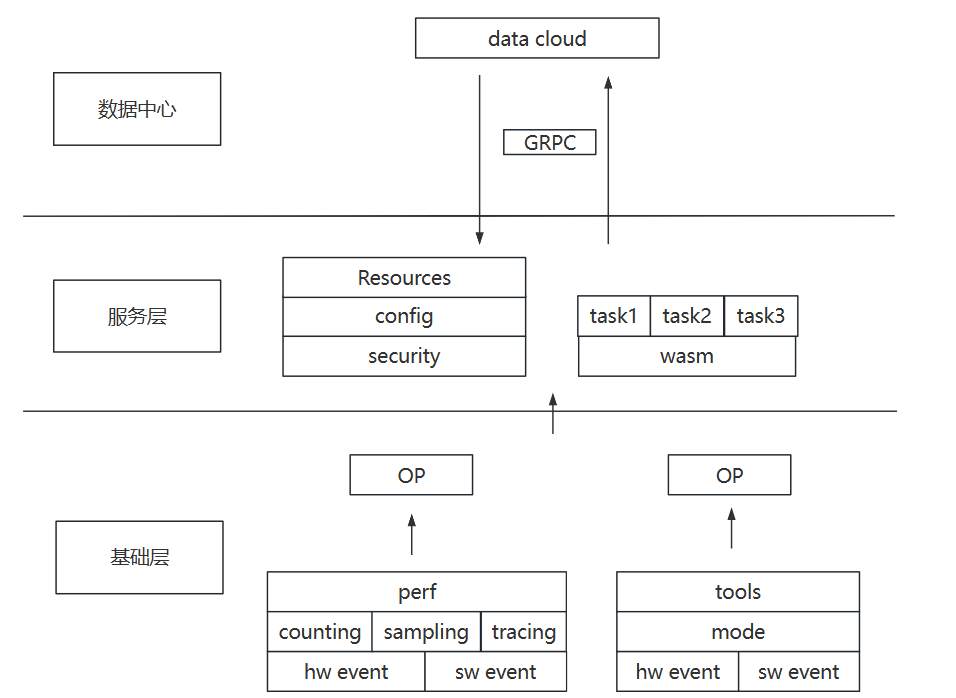 data cloud
数据中心
GRPC
服务层
Resources
config
security
task1 task2 task3
wasm
OP
OP
基础层
perf
counting sampling tracing
hw event sw event
tools
mode
hw event sw event